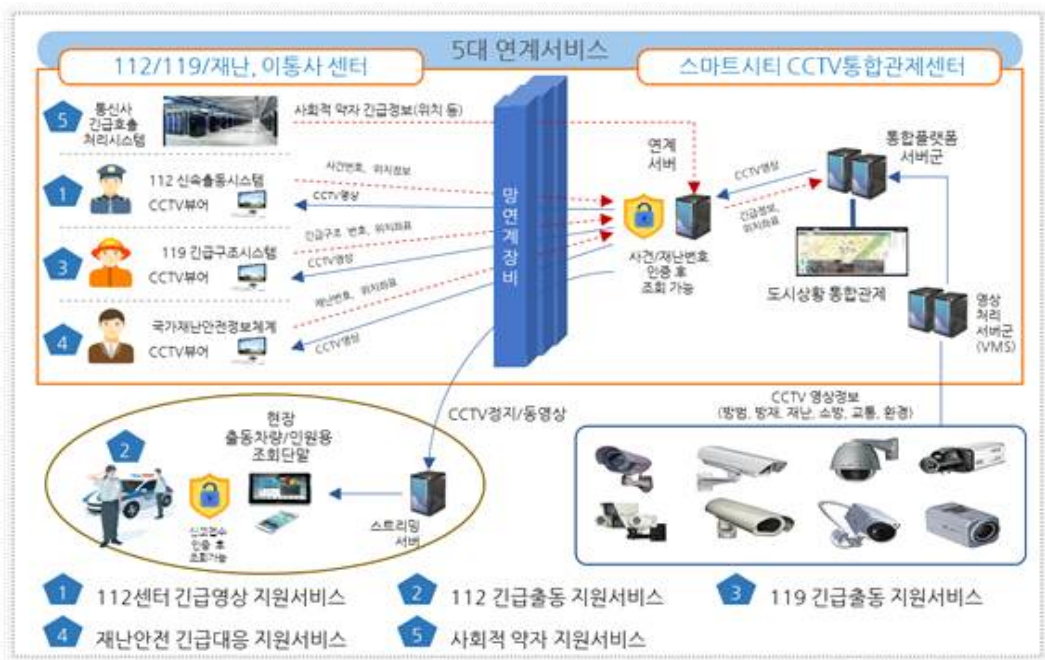 5대 연계서비스
112/119/재난, 이통사 센터
스마트시티 CCTV통합관제센터
5
통신사
긴급호출
처리시스템
사회적 약자 긴급정보(위치 등)
1
112 신속출동시스템
CCTV뷰어
사건번호, 위치정보
CCTV영상
3
119 긴급구조시스템
CCTV뷰어
긴급구조 번호, 위치좌표
CCTV영상
4
국가재난안전정보체계
CCTV뷰어
재난번호, 위치좌표
CCTV영상
망연계장비
연계
서버
사건/재난번호
인증 후
조회 가능
CCTV영상
긴급정보,
위치좌표
통합플랫폼
서버군
도시상황 통합관제
영상
처리
서버군
(VMS)
CCTV정지/동영상
CCTV 영상정보
(방범, 방재, 재난, 소방, 교통, 환경)
2
현장
출동차량/인원용
조회단말
신고접수
인증 후
조회가능
스트리밍
서버
1 112센터 긴급영상 지원서비스
2 112 긴급출동 지원서비스
3 119 긴급출동 지원서비스
4 재난안전 긴급대응 지원서비스
5 사회적 약자 지원서비스